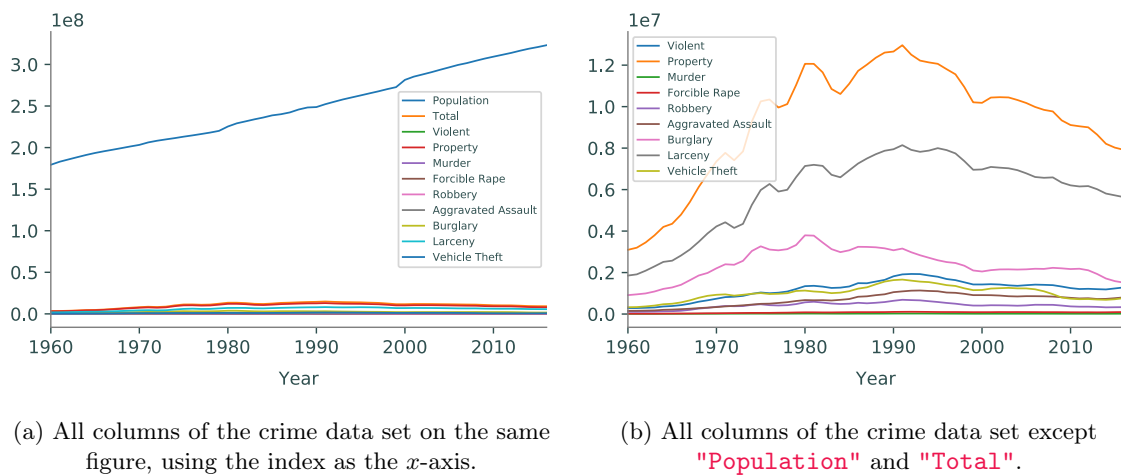 1e8
3.0
2.5
2.0
1.5
1.0
0.5
0.0
1960 1970 1980 1990 2000 2010
Year
Population
Total
Violent
Property
Murder
Forcible Rape
Robbery
Aggravated Assault
Burglary
Larceny
Vehicle Theft
(a) All columns of the crime data set on the same
figure, using the index as the x-axis.
1e7
1.2
1.0
0.8
0.6
0.4
0.2
0.0
1960 1970 1980 1990 2000 2010
Year
Violent
Property
Murder
Forcible Rape
Robbery
Aggravated Assault
Burglary
Larceny
Vehicle Theft
(b) All columns of the crime data set except
"Population" and "Total".